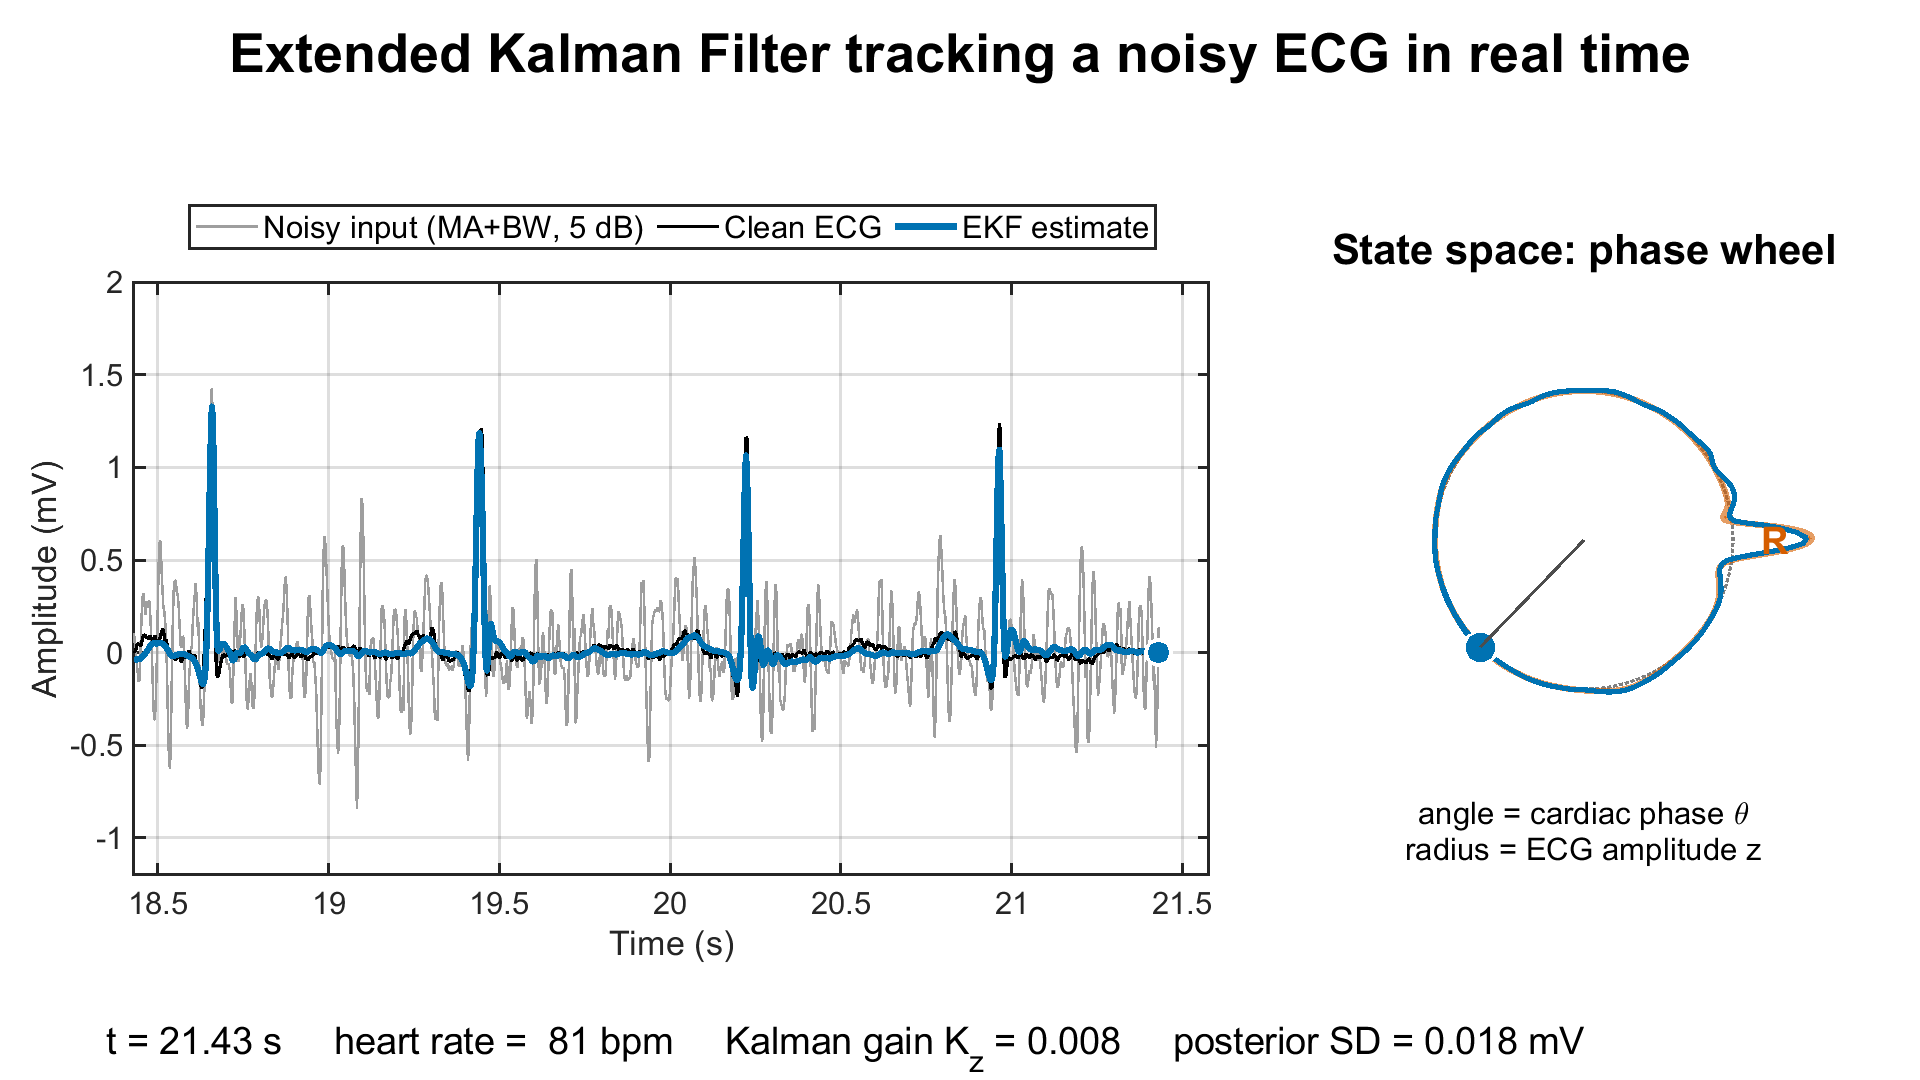 Extended Kalman Filter tracking a noisy ECG in real time
Noisy input (MA+BW, 5 dB) Clean ECG EKF estimate
State space: phase wheel
2
1.5
1
0.5
0
-0.5
-1
Amplitude (mV)
18.5 19 19.5 20 20.5 21 21.5
Time (s)
R
angle = cardiac phase θ
radius = ECG amplitude z
t = 21.43 s heart rate = 81 bpm Kalman gain K_z = 0.008 posterior SD = 0.018 mV